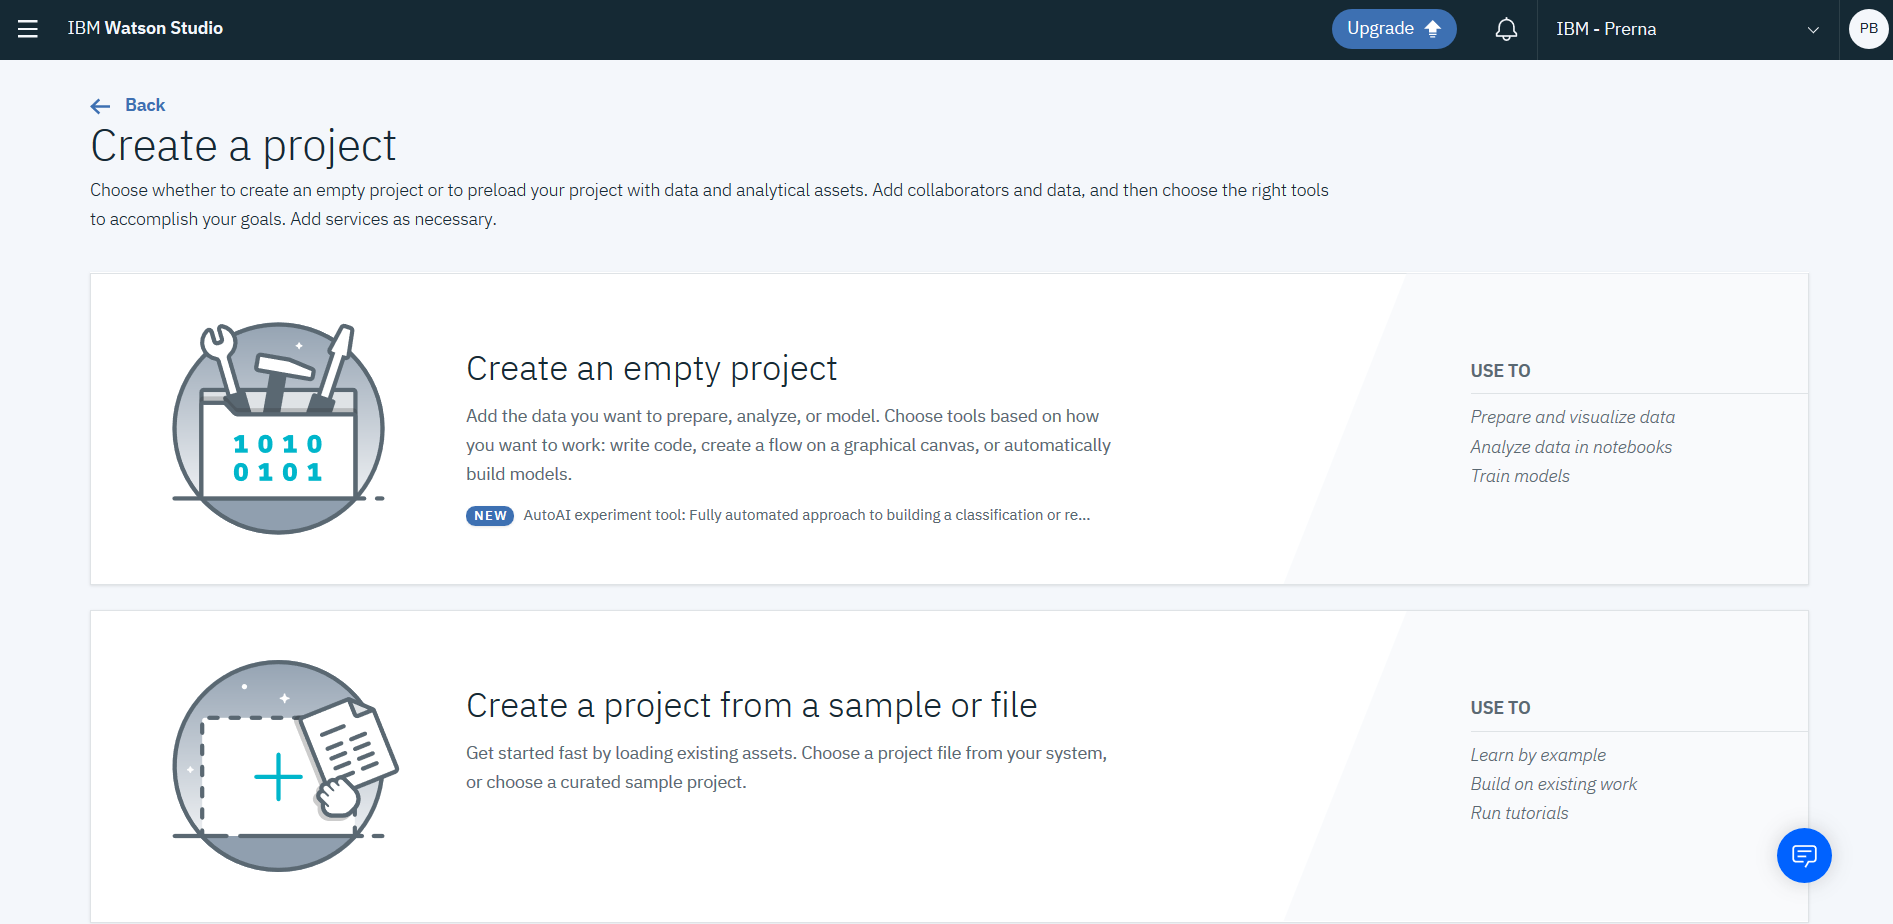 IBM Watson Studio
Upgrade
IBM - Prerna
PB
Back
Create a project
Choose whether to create an empty project or to preload your project with data and analytical assets. Add collaborators and data, and then choose the right tools
to accomplish your goals. Add services as necessary.
1 0 1 0
0 1 0 1
Create an empty project
Add the data you want to prepare, analyze, or model. Choose tools based on how
you want to work: write code, create a flow on a graphical canvas, or automatically
build models.
NEW AutoAI experiment tool: Fully automated approach to building a classification or re...
USE TO
Prepare and visualize data
Analyze data in notebooks
Train models
Create a project from a sample or file
Get started fast by loading existing assets. Choose a project file from your system,
or choose a curated sample project.
USE TO
Learn by example
Build on existing work
Run tutorials